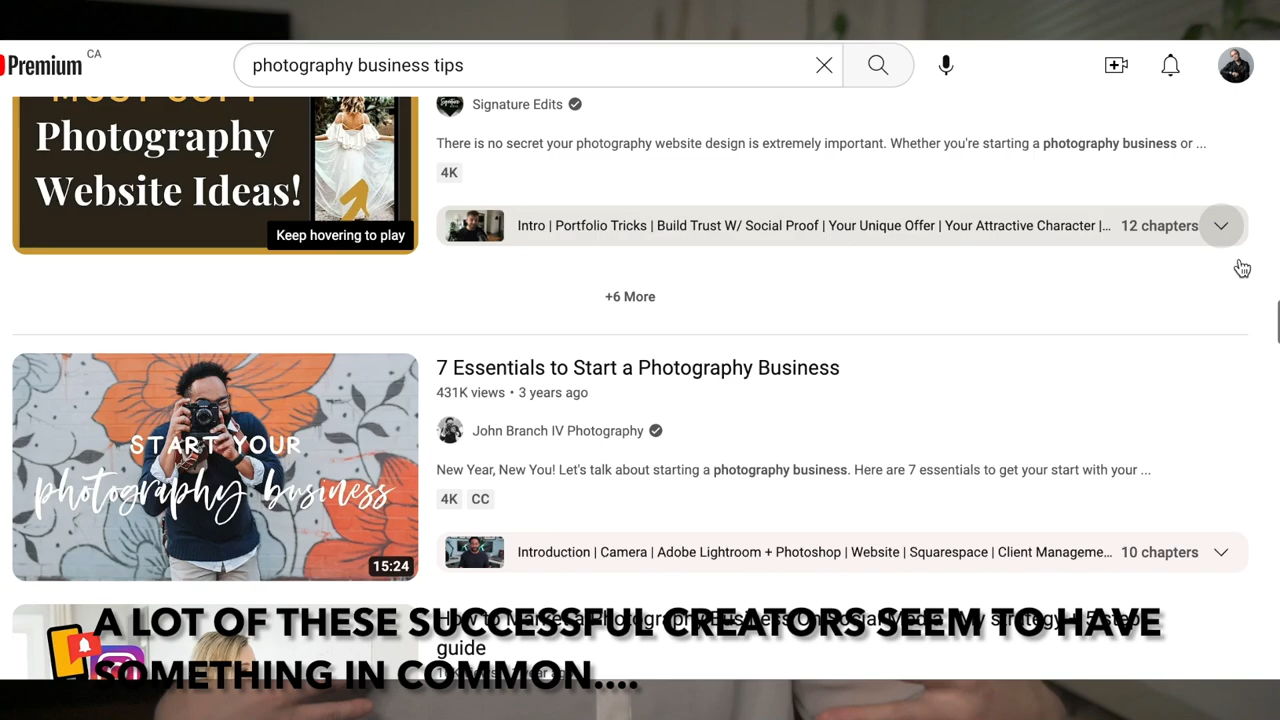 Premium CA
photography business tips
Photography
Website Ideas!
Keep hovering to play
Signature Edits
There is no secret your photography website design is extremely important. Whether you're starting a photography business or ...
4K
Intro | Portfolio Tricks | Build Trust W/ Social Proof | Your Unique Offer | Your Attractive Character |...
12 chapters
+6 More
START YOUR
photography business
15:24
7 Essentials to Start a Photography Business
431K views • 3 years ago
John Branch IV Photography
New Year, New You! Let's talk about starting a photography business. Here are 7 essentials to get your start with your ...
4K CC
Introduction | Camera | Adobe Lightroom + Photoshop | Website | Squarespace | Client Manageme...
10 chapters
guide
A LOT OF THESE SUCCESSFUL CREATORS SEEM TO HAVE
SOMETHING IN COMMON....